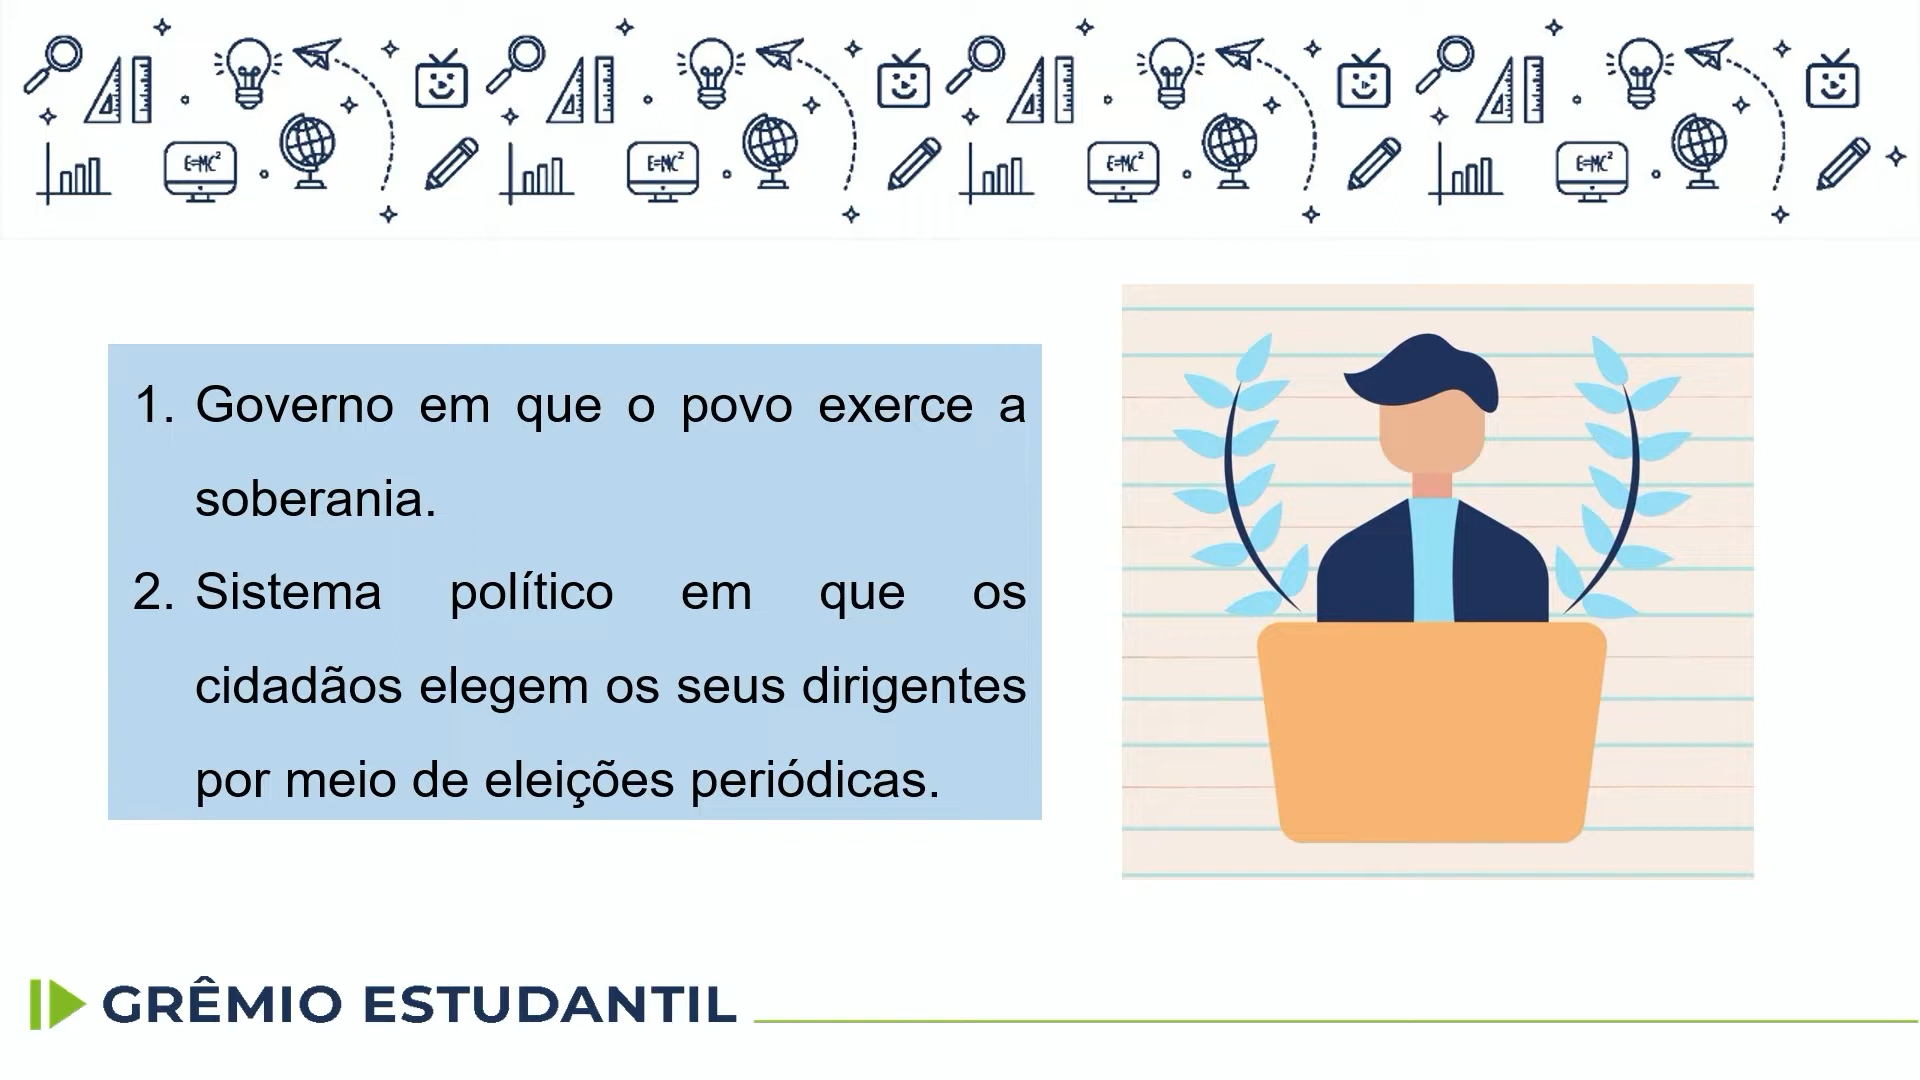 E=MC² E=MC² E=MC² E=MC²
1. Governo em que o povo exerce a
soberania.
2. Sistema político em que os
cidadãos elegem os seus dirigentes
por meio de eleições periódicas.
GRÊMIO ESTUDANTIL